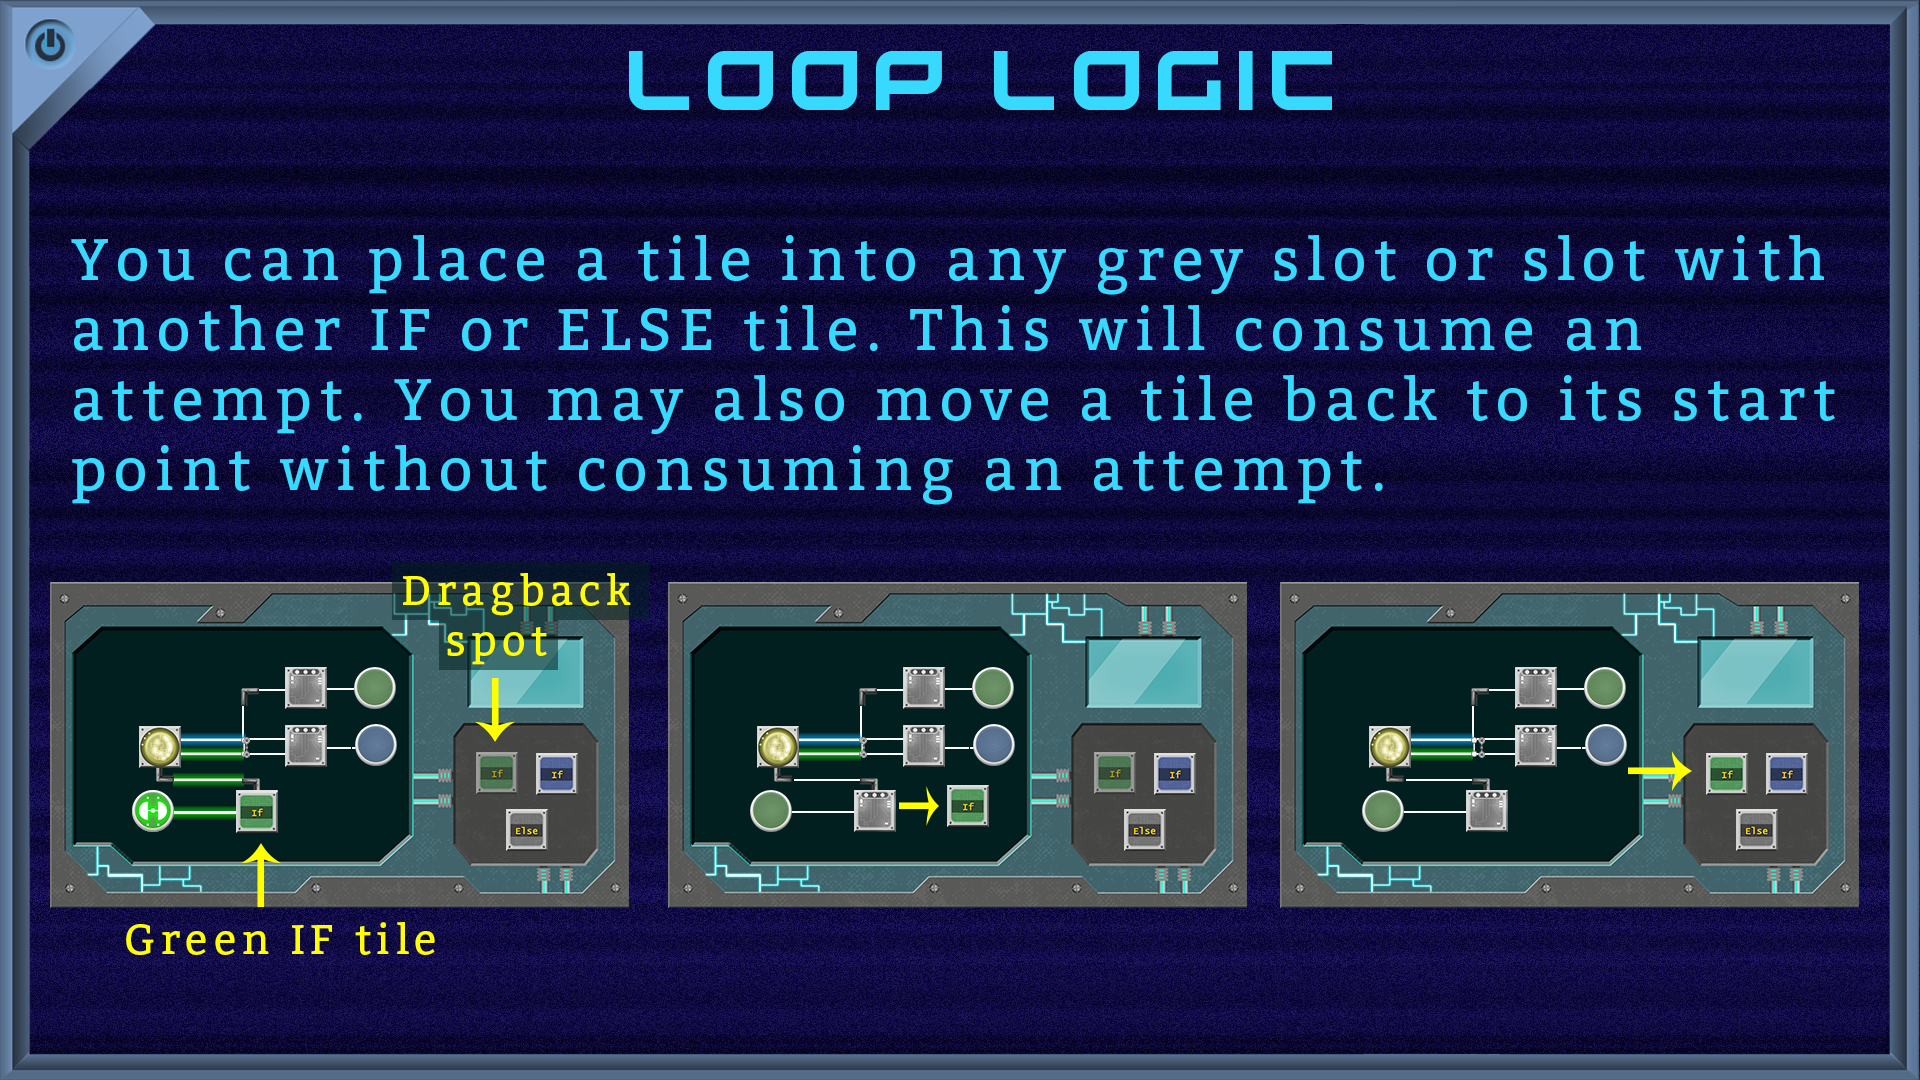 LOOP LOGIC
You can place a tile into any grey slot or slot with
another IF or ELSE tile. This will consume an
attempt. You may also move a tile back to its start
point without consuming an attempt.
Dragback
spot
If
If
If
Else
Green IF tile
If
If
If
Else
If
If
Else